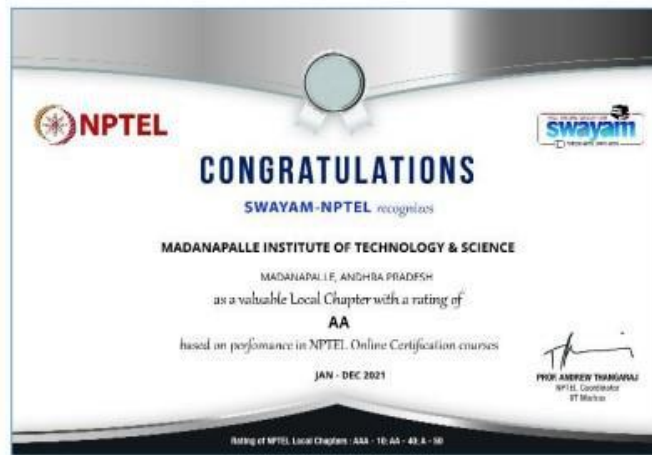 NPTEL
swayam
CONGRATULATIONS
SWAYAM-NPTEL recognizes
MADANAPALLE INSTITUTE OF TECHNOLOGY & SCIENCE
MADANAPALLE, ANDHRA PRADESH
as a valuable Local Chapter with a rating of
AA
based on perfomance in NPTEL Online Certification courses
JAN - DEC 2021
PROF. ANDREW THANGARAJ
NPTEL Coordinator
IIT Madras
Rating of NPTEL Local Chapters : AAA - 10; AA - 40; A - 50